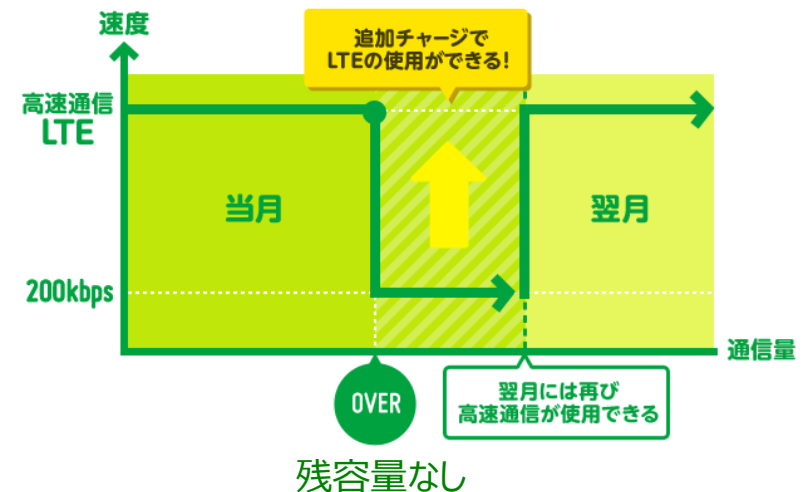 速度
追加チャージで
LTEの使用ができる!
高速通信
LTE
当月
翌月
200kbps
通信量
OVER
翌月には再び
高速通信が使用できる
残容量なし